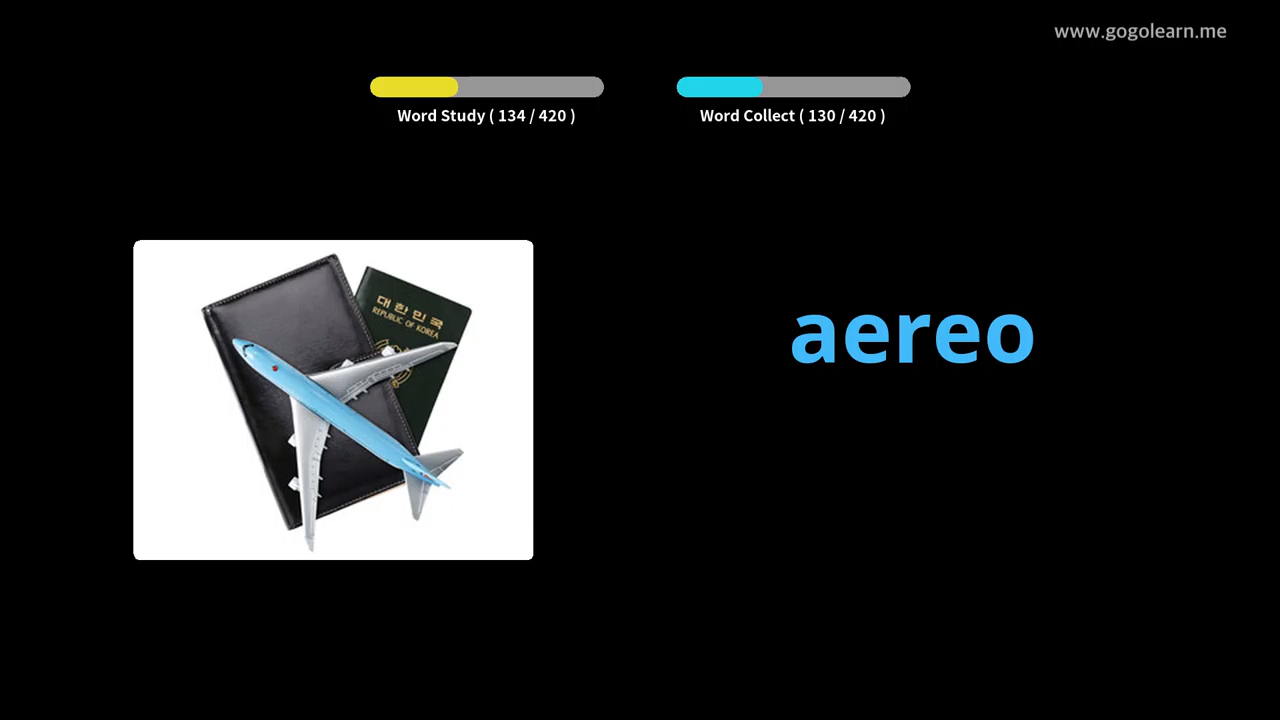 www.gogolearn.me
Word Study ( 134 / 420 )
Word Collect ( 130 / 420 )
대한민국
REPUBLIC OF KOREA
aereo